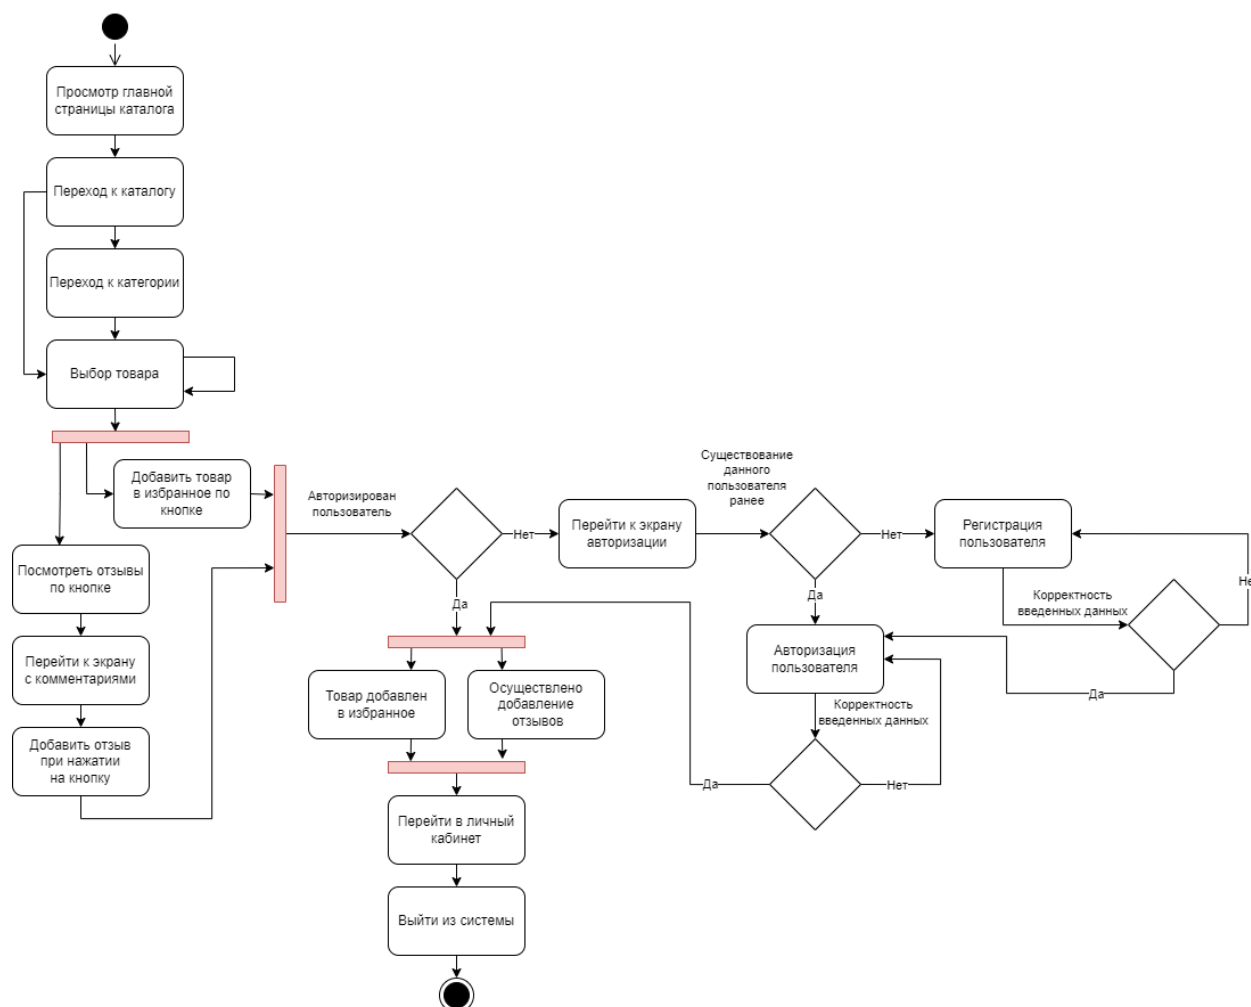 Просмотр главной
страницы каталога
Переход к каталогу
Переход к категории
Выбор товара
Добавить товар
в избранное по
кнопке
Посмотреть отзывы
по кнопке
Перейти к экрану
с комментариями
Добавить отзыв
при нажатии
на кнопку
Авторизирован
пользователь
Нет
Да
Перейти к экрану
авторизации
Существование
данного
пользователя
ранее
Нет
Да
Регистрация
пользователя
Корректность
введенных данных
Не
Да
Авторизация
пользователя
Корректность
введенных данных
Нет
Да
Товар добавлен
в избранное
Осуществлено
добавление
отзывов
Перейти в личный
кабинет
Выйти из системы